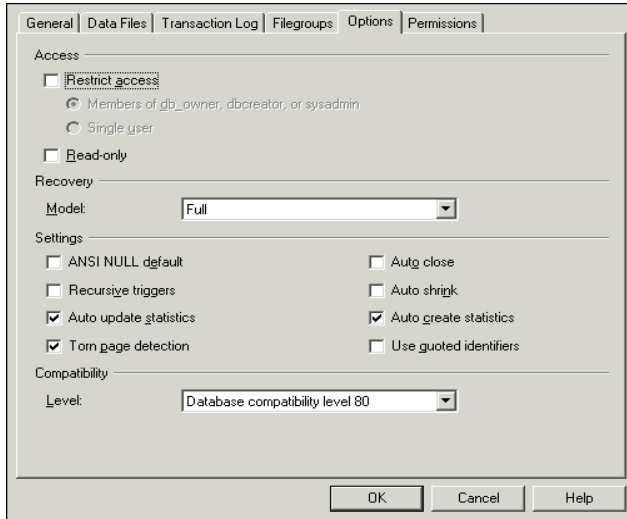 General Data Files Transaction Log Filegroups Options Permissions
Access
Restrict access
Members of db_owner, dbcreator, or sysadmin
Single user
Read-only
Recovery
Model: Full
Settings
ANSI NULL default Auto close
Recursive triggers Auto shrink
Auto update statistics Auto create statistics
Torn page detection Use quoted identifiers
Compatibility
Level: Database compatibility level 80
OK Cancel Help